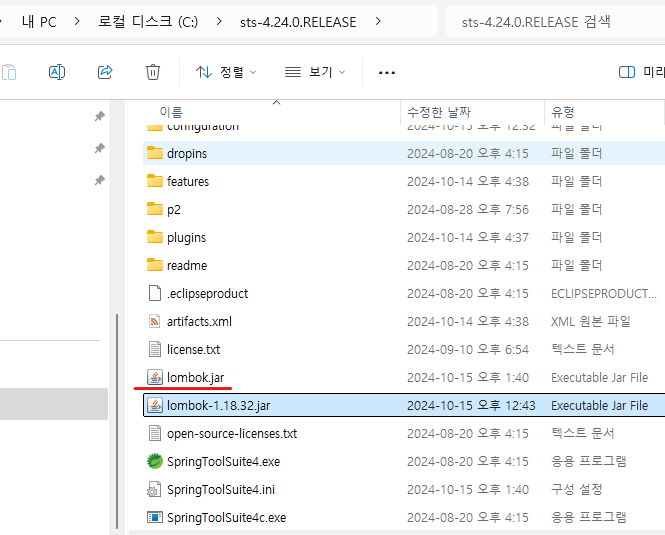 내 PC > 로컬 디스크 (C:) > sts-4.24.0.RELEASE > sts-4.24.0.RELEASE 검색
정렬 보기 ... 미리
이름 수정한 날짜 유형
configuration 2024-10-15 오후 12:32 파일 폴더
dropins 2024-08-20 오후 4:15 파일 폴더
features 2024-10-14 오후 4:38 파일 폴더
p2 2024-08-28 오후 7:56 파일 폴더
plugins 2024-10-14 오후 4:37 파일 폴더
readme 2024-08-20 오후 4:15 파일 폴더
.eclipseproduct 2024-08-20 오후 4:15 ECLIPSEPRODUCT...
artifacts.xml 2024-10-14 오후 4:38 XML 원본 파일
license.txt 2024-09-10 오후 6:54 텍스트 문서
lombok.jar 2024-10-15 오후 1:40 Executable Jar File
lombok-1.18.32.jar 2024-10-15 오후 12:43 Executable Jar File
open-source-licenses.txt 2024-08-20 오후 4:15 텍스트 문서
SpringToolSuite4.exe 2024-08-20 오후 4:15 응용 프로그램
SpringToolSuite4.ini 2024-10-15 오후 1:40 구성 설정
SpringToolSuite4c.exe 2024-08-20 오후 4:15 응용 프로그램